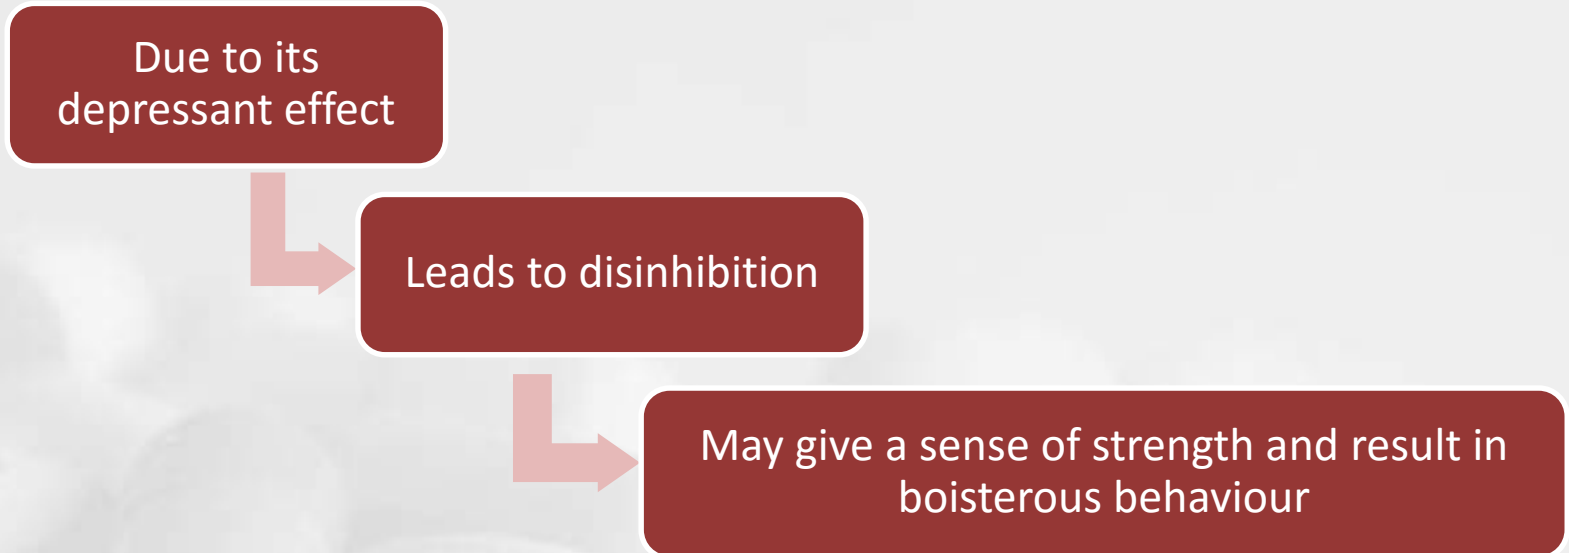 Due to its
depressant effect
Leads to disinhibition
May give a sense of strength and result in
boisterous behaviour